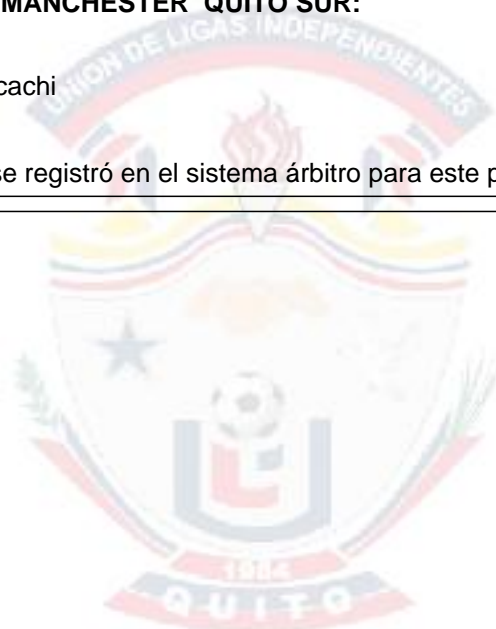 MANCHESTER QUITO SUR:
UNION DE LIGAS INDEPENDIENTES
cachi
se registró en el sistema árbitro para este p
1984
QUITO